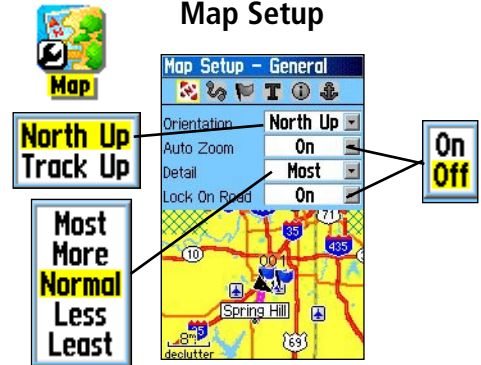 Map Setup
Map
Map Setup - General
T
Orientation North Up
Auto Zoom On
Detail Most
Lock On Road On
North Up
Track Up
On
Off
Most
More
Normal
Less
Least
71
35
435
10
001
Spring Hill
8mi
35
69
declutter